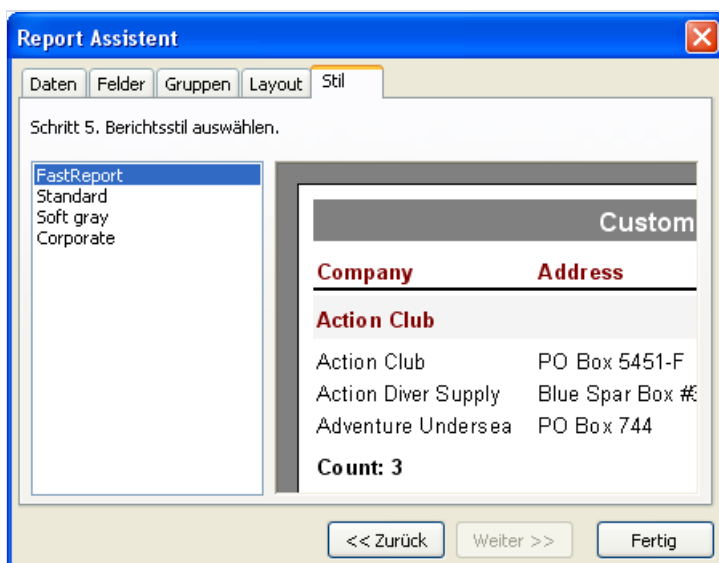 Report Assistent
Daten Felder Gruppen Layout Stil
Schritt 5. Berichtsstil auswählen.
FastReport
Standard
Soft gray
Corporate
Custom
Company Address
Action Club
Action Club PO Box 5451-F
Action Diver Supply Blue Spar Box #3
Adventure Undersea PO Box 744
Count: 3
<< Zurück Weiter >> Fertig